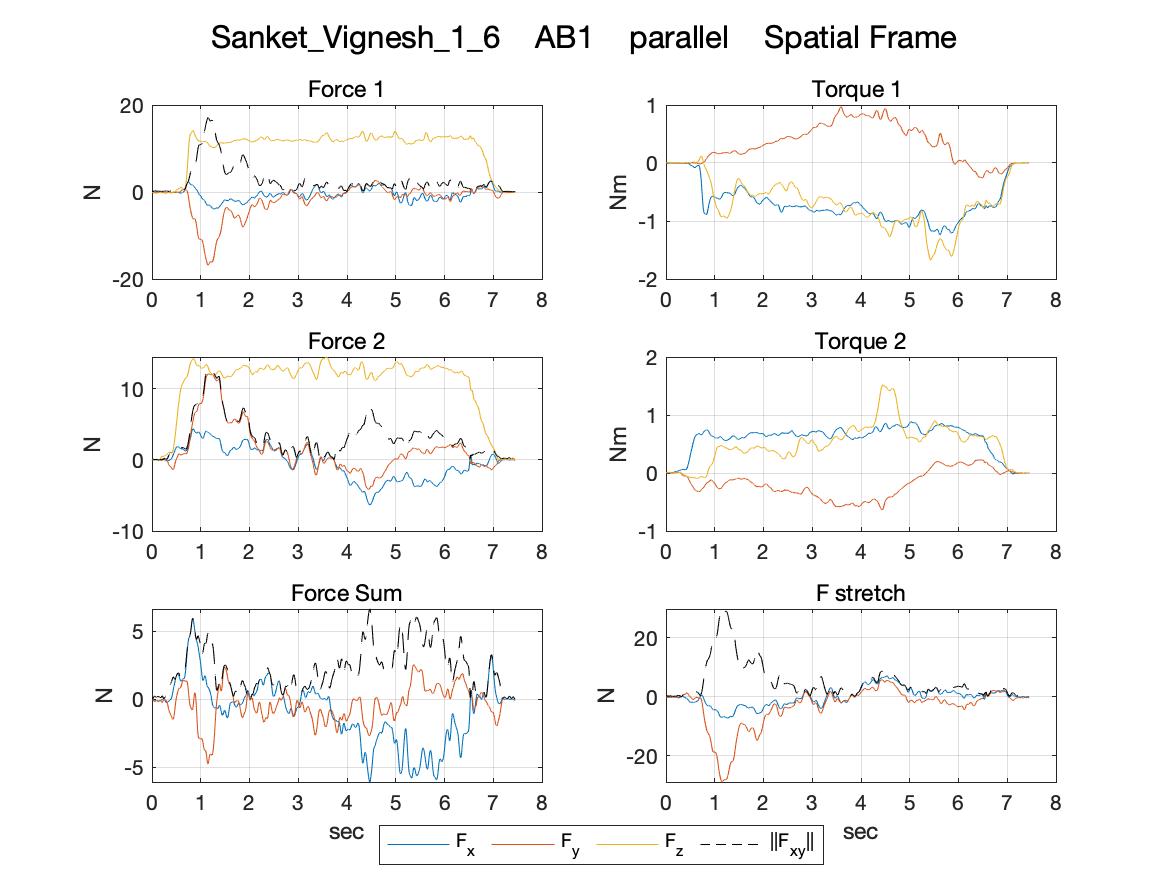 Sanket_Vignesh_1_6 AB1 parallel Spatial Frame
Force 1
20
0
-20
N
0 1 2 3 4 5 6 7 8
Torque 1
1
0
-1
-2
Nm
0 1 2 3 4 5 6 7 8
Force 2
10
0
-10
N
0 1 2 3 4 5 6 7 8
Torque 2
2
1
0
-1
Nm
0 1 2 3 4 5 6 7 8
Force Sum
5
0
-5
N
0 1 2 3 4 5 6 7 8
sec
F stretch
20
0
-20
N
0 1 2 3 4 5 6 7 8
sec
Fx Fy Fz ||Fxy||